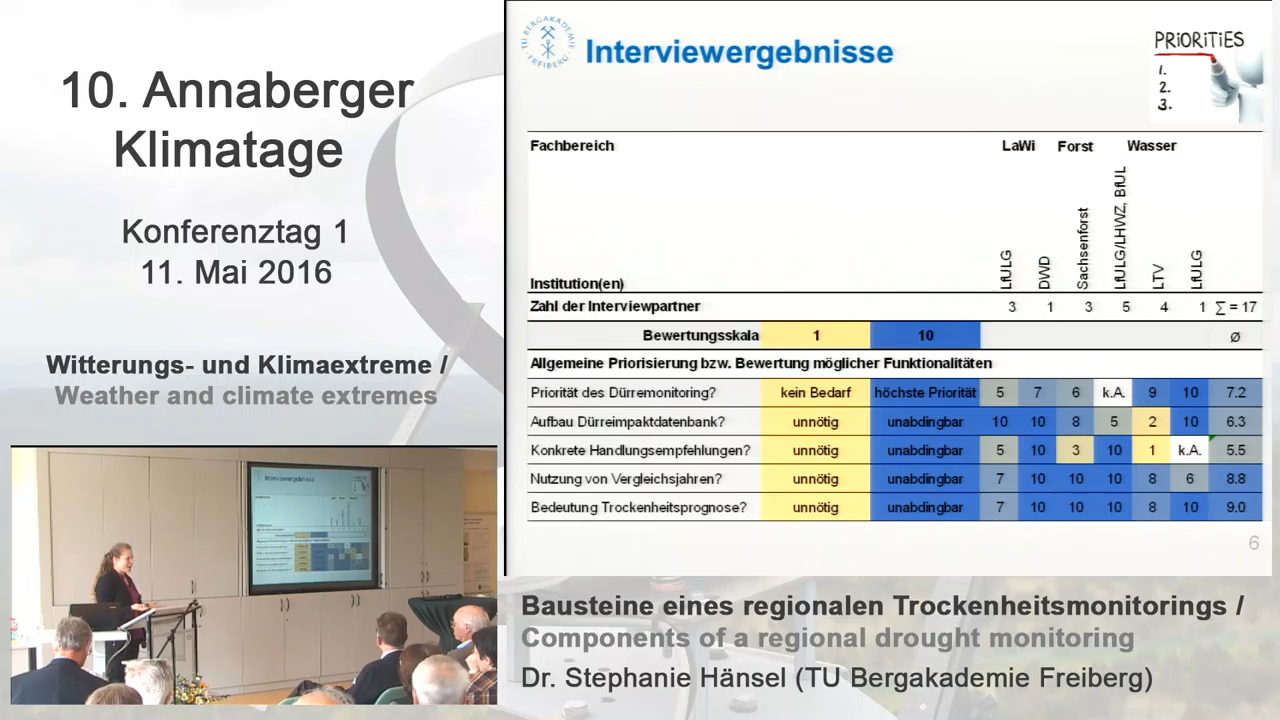 10. Annaberger
Klimatage
Konferenztag 1
11. Mai 2016
Witterungs- und Klimaextreme /
Weather and climate extremes
TU BERGAKADEMIE FREIBERG
Interviewergebnisse
PRIORITIES
1.
2.
3.
Fachbereich LaWi Forst Wasser
Institution(en) LfULG DWD Sachsenforst LfULG/LHWZ, BfUL LTV LfULG
Zahl der Interviewpartner 3 1 3 5 4 1 ∑ = 17
Bewertungsskala 1 10 Ø
Allgemeine Priorisierung bzw. Bewertung möglicher Funktionalitäten
Priorität des Dürremonitoring? kein Bedarf höchste Priorität 5 7 6 k.A. 9 10 7.2
Aufbau Dürreimpaktdatenbank? unnötig unabdingbar 10 10 8 5 2 10 6.3
Konkrete Handlungsempfehlungen? unnötig unabdingbar 5 10 3 10 1 k.A. 5.5
Nutzung von Vergleichsjahren? unnötig unabdingbar 7 10 10 10 8 6 8.8
Bedeutung Trockenheitsprognose? unnötig unabdingbar 7 10 10 10 8 10 9.0
6
Interviewergebnisse
Bausteine eines regionalen Trockenheitsmonitorings /
Components of a regional drought monitoring
Dr. Stephanie Hänsel (TU Bergakademie Freiberg)